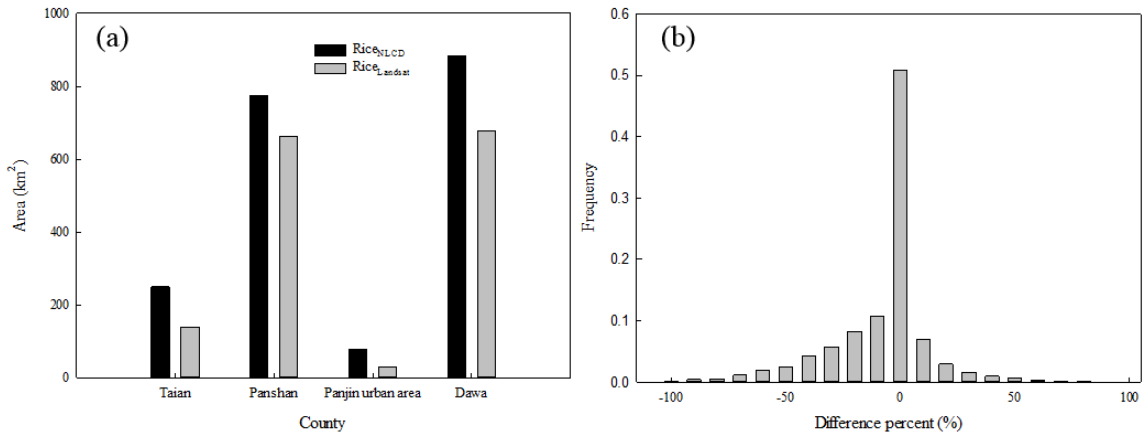 (a)
Rice_NLCD
Rice_Landsat
1000
800
600
400
200
0
Area (km²)
Taian Panshan Panjin urban area Dawa
County
(b)
0.6
0.5
0.4
0.3
0.2
0.1
0.0
Frequency
-100 -50 0 50 100
Difference percent (%)